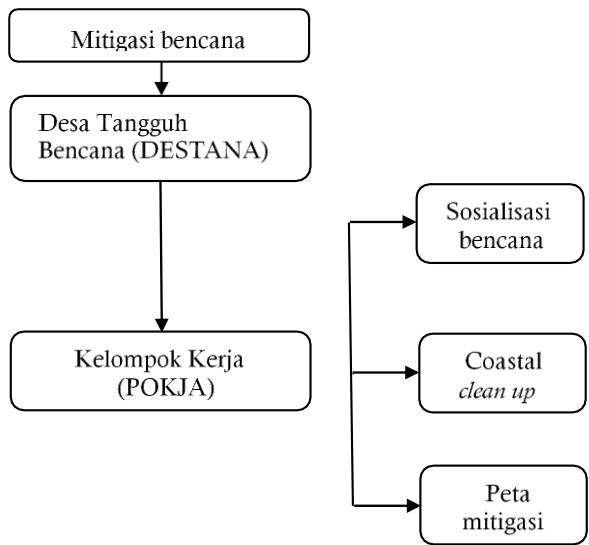 Mitigasi bencana
Desa Tangguh
Bencana (DESTANA)
Sosialisasi
bencana
Kelompok Kerja
(POKJA)
Coastal
clean up
Peta
mitigasi